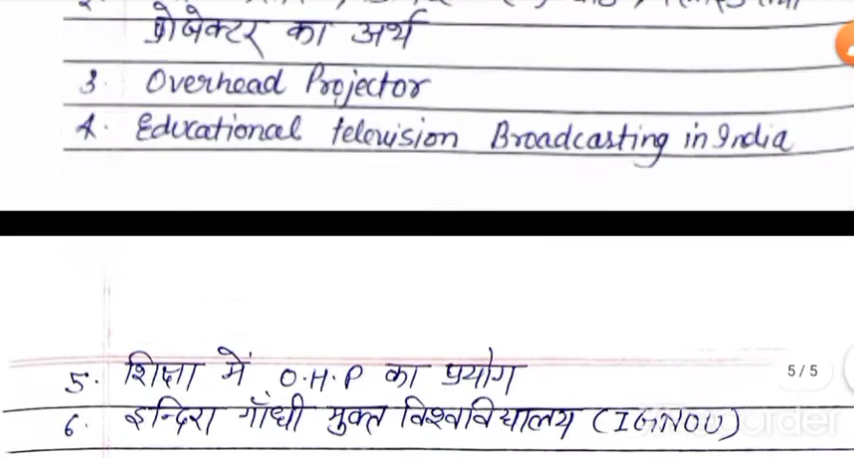 प्रोजेक्टर का अर्थ
3. Overhead Projector
4. Educational television Broadcasting in India
5. शिक्षा में O.H.P का प्रयोग
5/5
6. इन्दिरा गाँधी मुक्त विश्वविद्यालय (IGNOU)